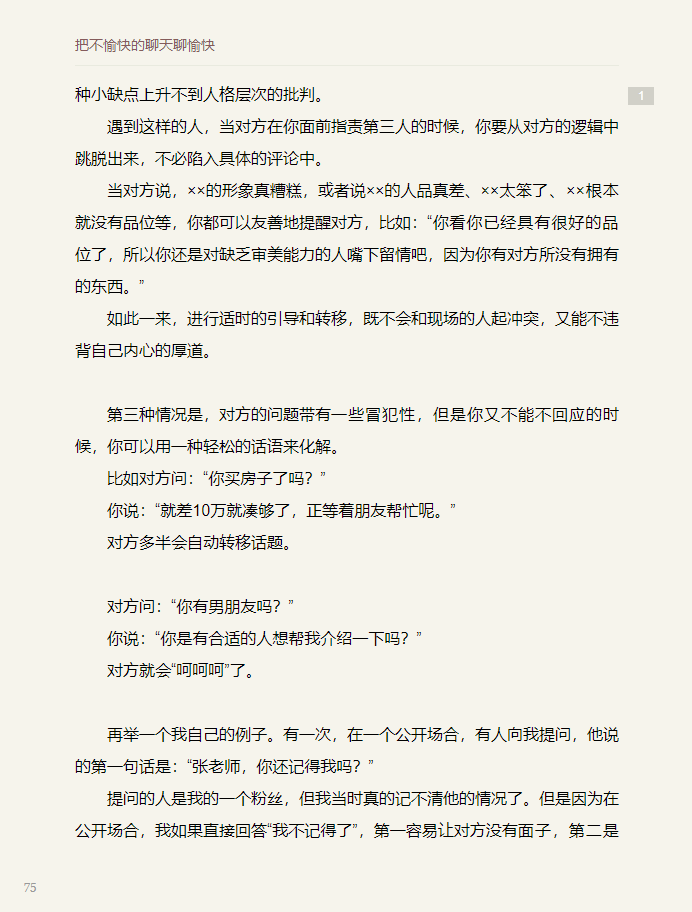 把不愉快的聊天聊愉快
种小缺点上升不到人格层次的批判。
1
遇到这样的人，当对方在你面前指责第三人的时候，你要从对方的逻辑中
跳脱出来，不必陷入具体的评论中。
当对方说，××的形象真糟糕，或者说××的人品真差、××太笨了、××根本
就没有品位等，你都可以友善地提醒对方，比如：“你看你已经具有很好的品
位了，所以你还是对缺乏审美能力的人嘴下留情吧，因为你有对方所没有拥有
的东西。”
如此一来，进行适时的引导和转移，既不会和现场的人起冲突，又能不违
背自己内心的厚道。
第三种情况是，对方的问题带有一些冒犯性，但是你又不能不回应的时
候，你可以用一种轻松的话语来化解。
比如对方问：“你买房子了吗？”
你说：“就差10万就凑够了，正等着朋友帮忙呢。”
对方多半会自动转移话题。
对方问：“你有男朋友吗？”
你说：“你是有合适的人想帮我介绍一下吗？”
对方就会“呵呵呵”了。
再举一个我自己的例子。有一次，在一个公开场合，有人向我提问，他说
的第一句话是：“张老师，你还记得我吗？”
提问的人是我的一个粉丝，但我当时真的记不清他的情况了。但是因为在
公开场合，我如果直接回答“我不记得了”，第一容易让对方没有面子，第二是
75